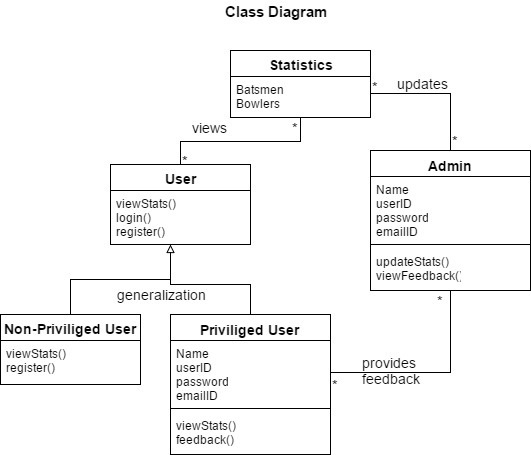 Class Diagram
Statistics
Batsmen
Bowlers
*
updates
*
views
*
*
User
viewStats()
login()
register()
Admin
Name
userID
password
emailID
updateStats()
viewFeedback()
*
generalization
Non-Priviliged User
viewStats()
register()
Priviliged User
Name
userID
password
emailID
viewStats()
feedback()
*
provides
feedback